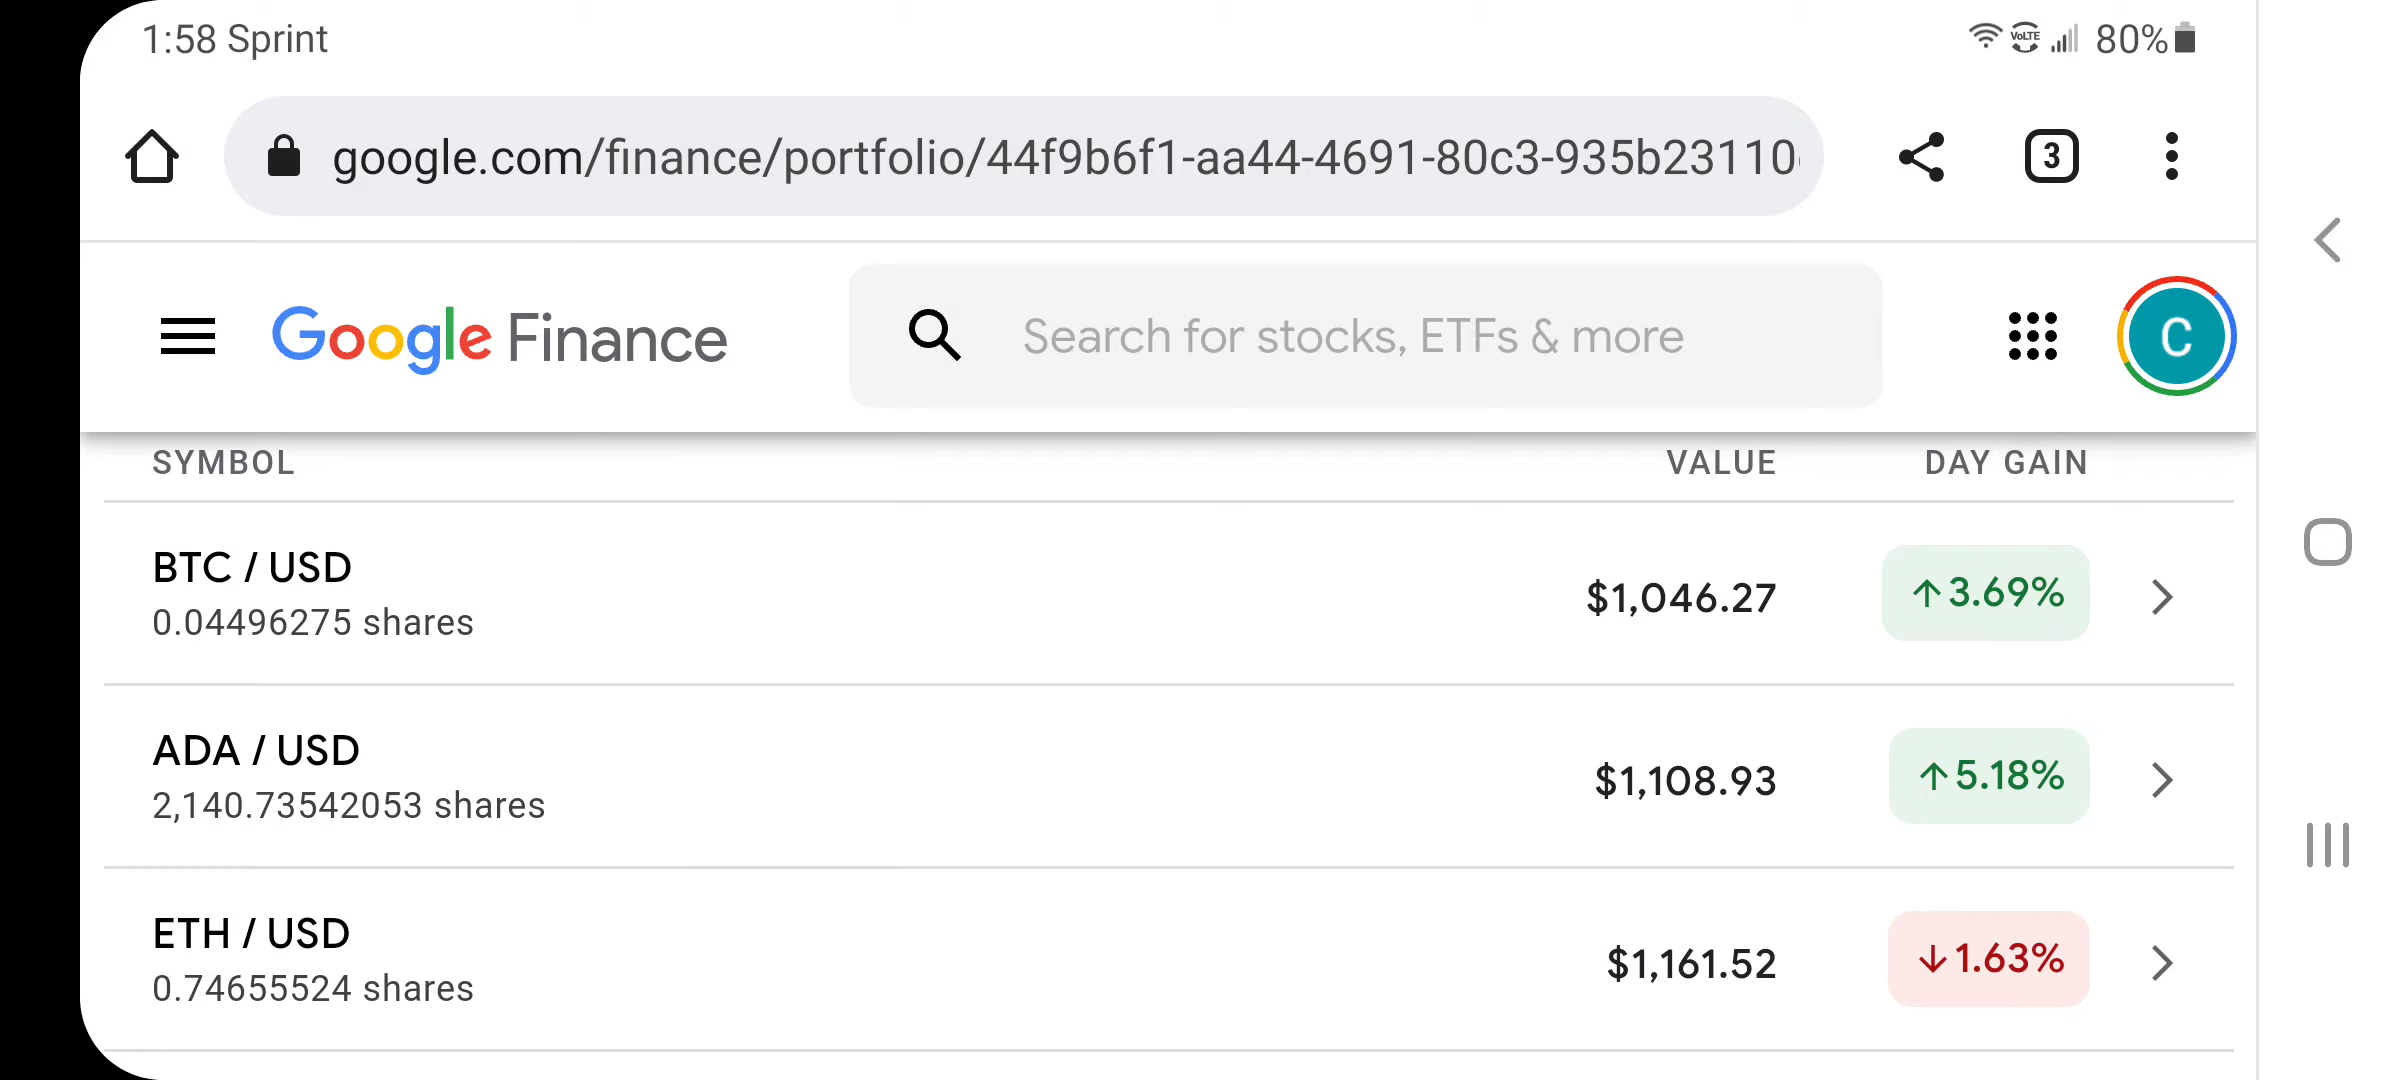 1:58 Sprint
VoLTE 80%
google.com/finance/portfolio/44f9b6f1-aa44-4691-80c3-935b23110
3
Google Finance
Search for stocks, ETFs & more
C
SYMBOL VALUE DAY GAIN
BTC / USD
0.04496275 shares
$1,046.27
↑3.69%
ADA / USD
2,140.73542053 shares
$1,108.93
↑5.18%
ETH / USD
0.74655524 shares
$1,161.52
↓1.63%